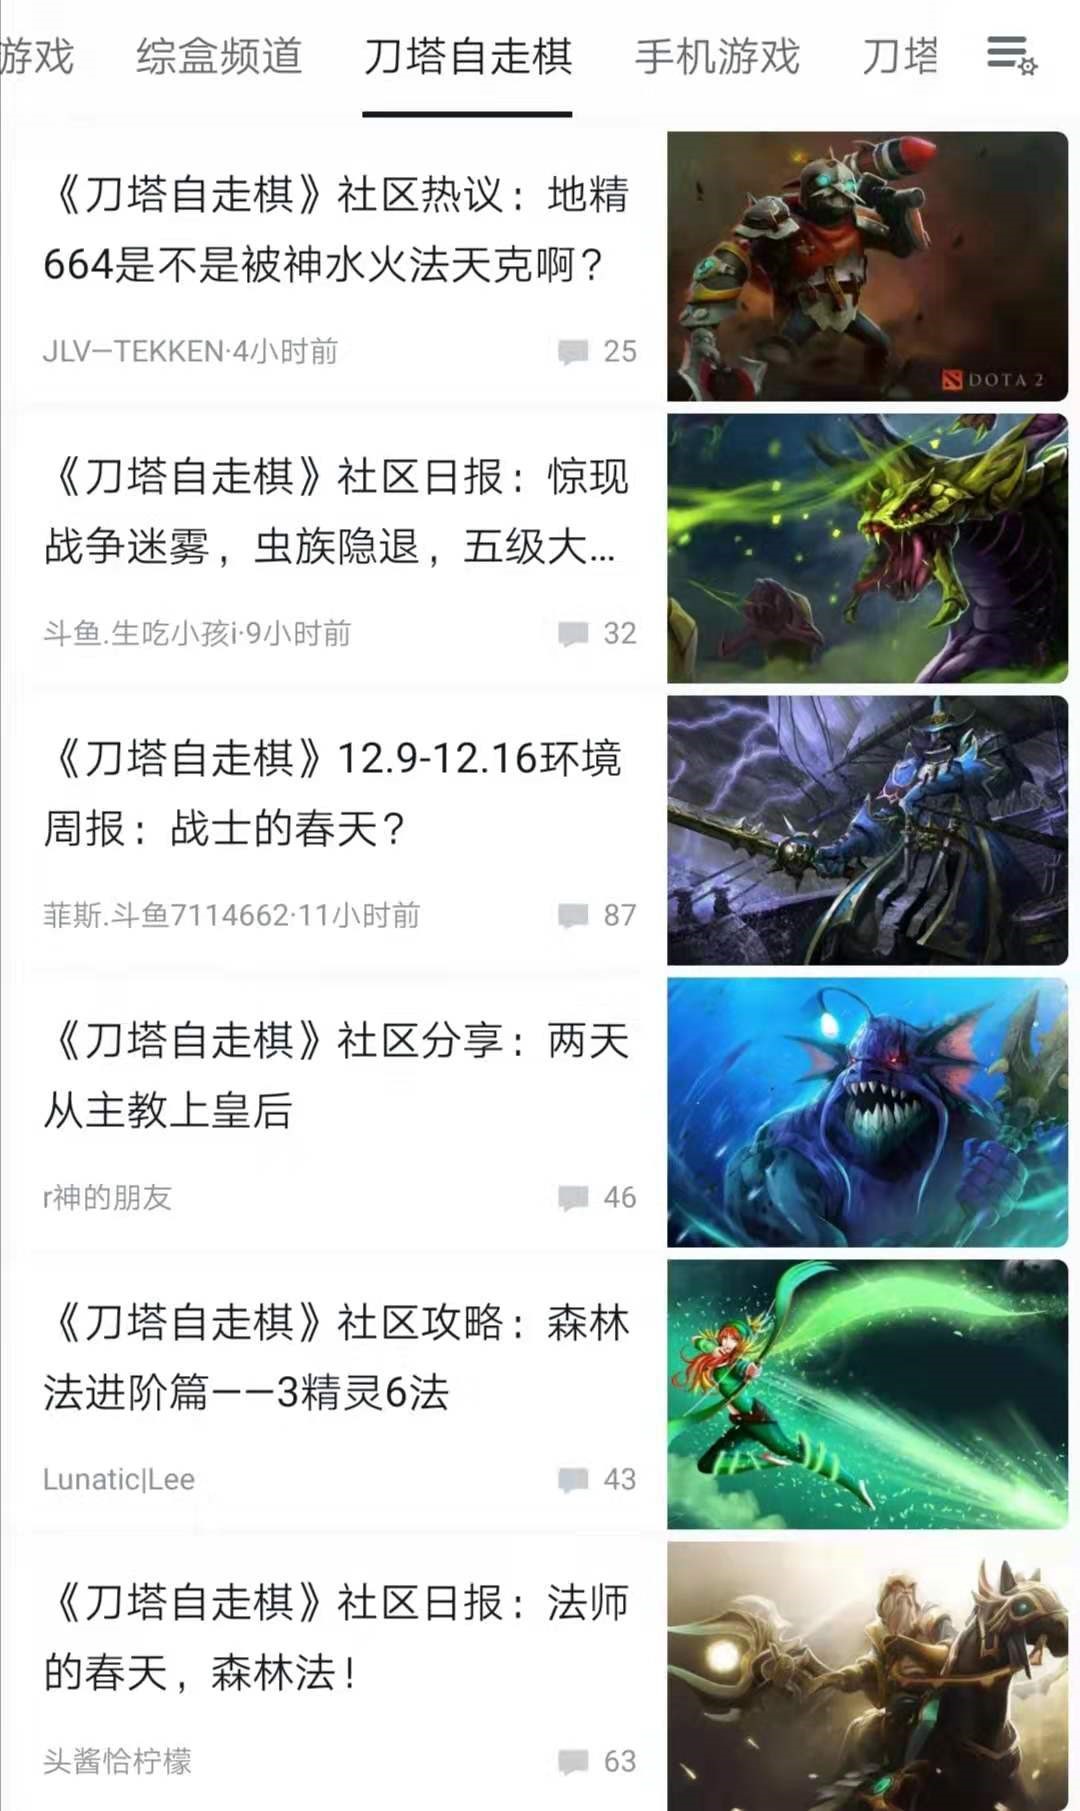 游戏 综盒频道 刀塔自走棋 手机游戏 刀塔
《刀塔自走棋》社区热议：地精
664是不是被神水火法天克啊？
JLV—TEKKEN·4小时前 25
DOTA 2
《刀塔自走棋》社区日报：惊现
战争迷雾，虫族隐退，五级大...
斗鱼.生吃小孩i·9小时前 32
《刀塔自走棋》12.9-12.16环境
周报：战士的春天？
菲斯.斗鱼7114662·11小时前 87
《刀塔自走棋》社区分享：两天
从主教上皇后
r神的朋友 46
《刀塔自走棋》社区攻略：森林
法进阶篇——3精灵6法
Lunatic|Lee 43
《刀塔自走棋》社区日报：法师
的春天，森林法！
头酱恰柠檬 63